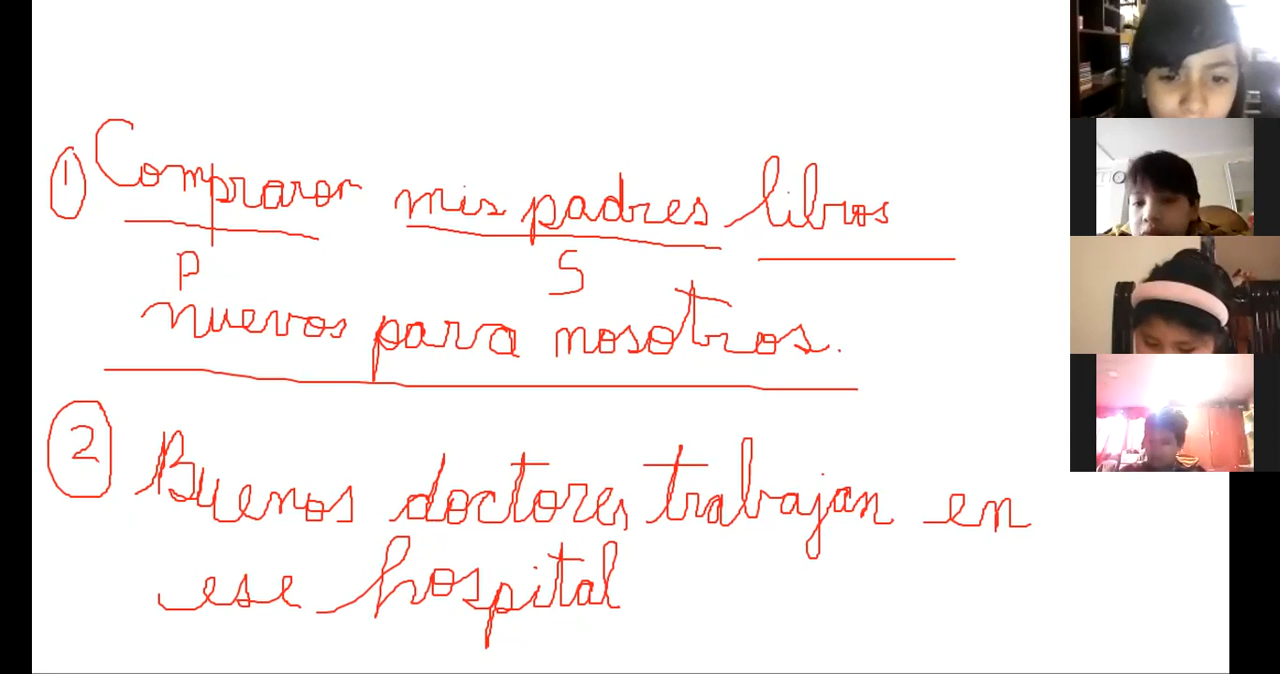 ① Compraron mis padres libros
P S
nuevos para nosotros.
② Buenos doctores trabajan en
ese hospital